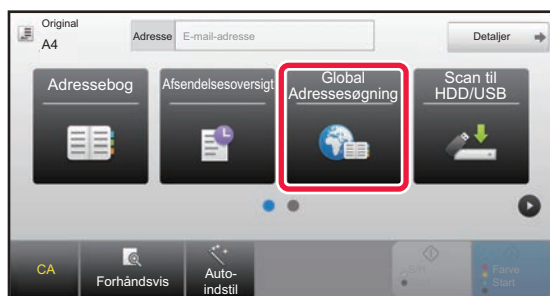 Original
A4
Adresse
E-mail-adresse
Detaljer
Adressebog
Afsendelsesoversigt
Global
Adressesøgning
Scan til
HDD/USB
CA
Forhåndsvis
Auto-
indstil
S/H
Start
Farve
Start